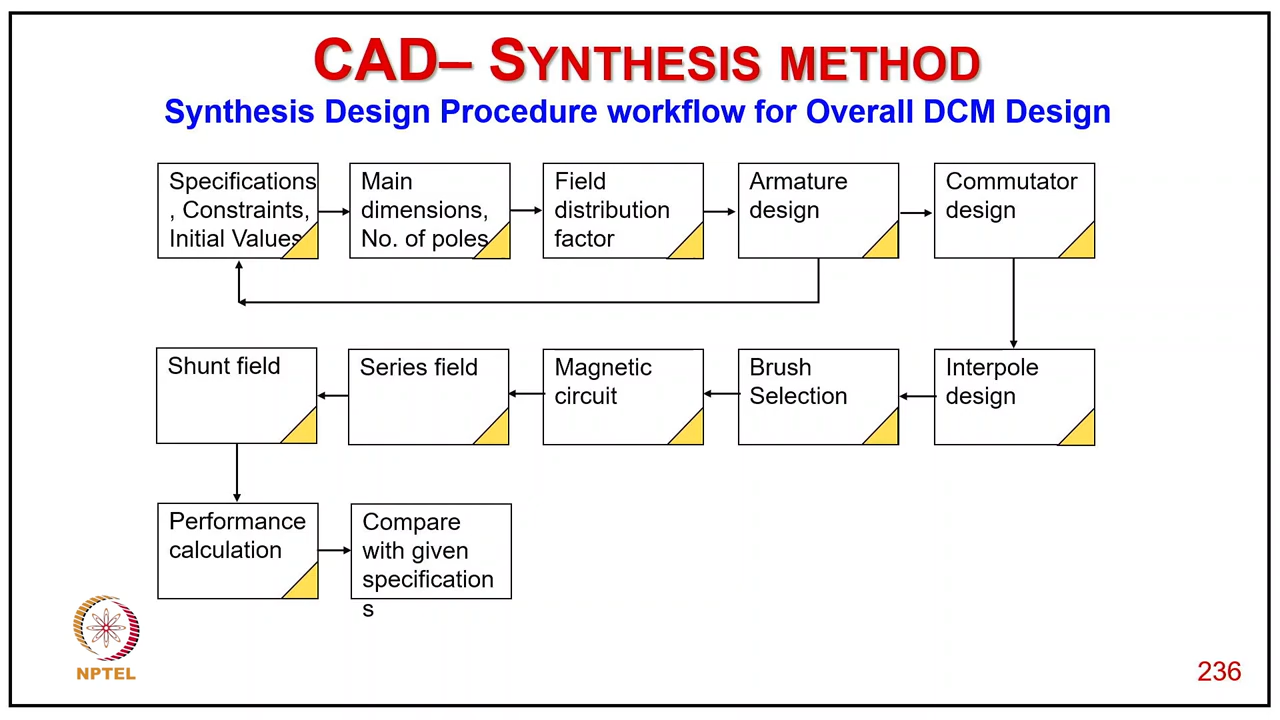 CAD– SYNTHESIS METHOD
Synthesis Design Procedure workflow for Overall DCM Design
Specifications
, Constraints,
Initial Values
Main
dimensions,
No. of poles
Field
distribution
factor
Armature
design
Commutator
design
Shunt field
Series field
Magnetic
circuit
Brush
Selection
Interpole
design
Performance
calculation
Compare
with given
specification
s
NPTEL
236